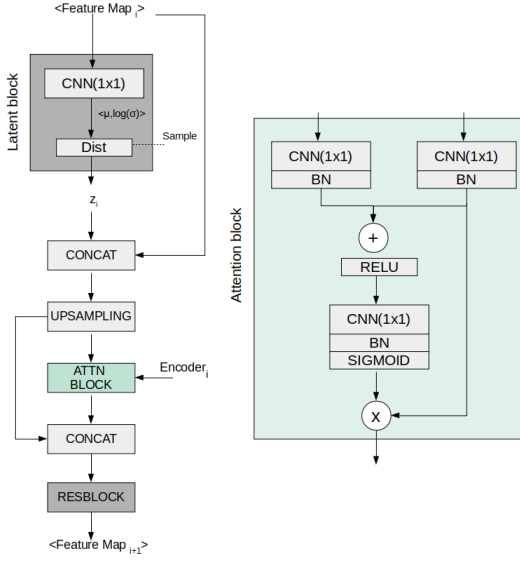 <Feature Map i>
Latent block
CNN(1x1)
<μ,log(σ)>
Dist
Sample
zi
CONCAT
UPSAMPLING
ATTN
BLOCK
Encoderi
CONCAT
RESBLOCK
<Feature Map i+1>
Attention block
CNN(1x1)
BN
CNN(1x1)
BN
+
RELU
CNN(1x1)
BN
SIGMOID
X